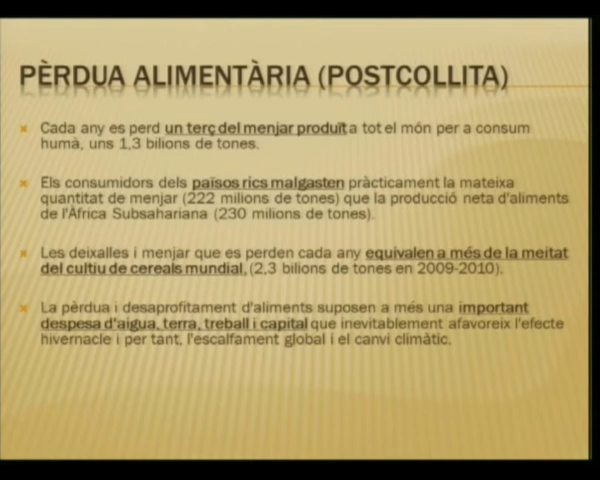 PÈRDUA ALIMENTÀRIA (POSTCOLLITA)
Cada any es perd un terç del menjar produït a tot el món per a consum
humà, uns 1,3 bilions de tones.
Els consumidors dels països rics malgasten pràcticament la mateixa
quantitat de menjar (222 milions de tones) que la producció neta d'aliments
de l'Àfrica Subsahariana (230 milions de tones).
Les deixalles i menjar que es perden cada any equivalen a més de la meitat
del cultiu de cereals mundial, (2,3 bilions de tones en 2009-2010).
La pèrdua i desaprofitament d'aliments suposen a més una important
despesa d'aigua, terra, treball i capital que inevitablement afavoreix l'efecte
hivernacle i per tant, l'escalfament global i el canvi climàtic.